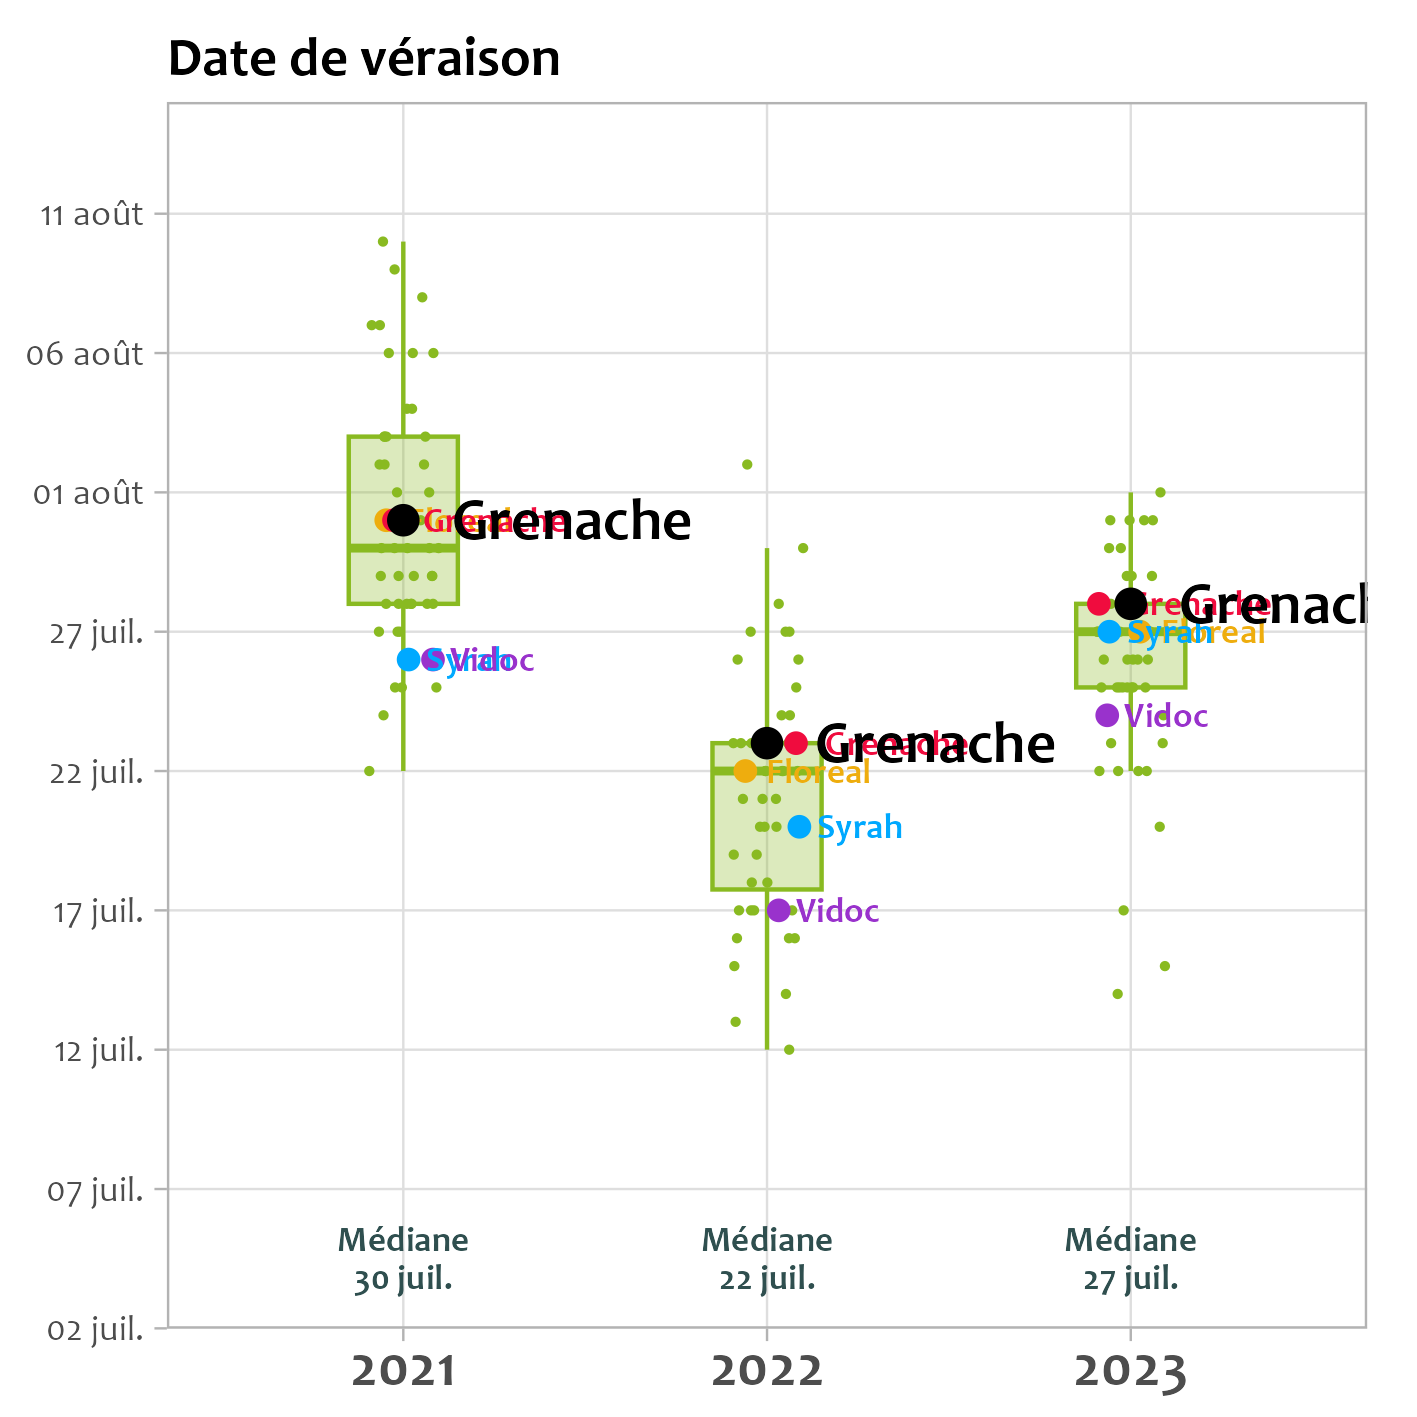 Date de véraison
11 août
06 août
01 août
27 juil.
22 juil.
17 juil.
12 juil.
07 juil.
02 juil.
Floreal
Grenache
Grenache
Syrah
Vidoc
Grenache
Grenache
Floreal
Syrah
Vidoc
Grenache
Grenach
Syrah
Floreal
Vidoc
Médiane
30 juil.
Médiane
22 juil.
Médiane
27 juil.
2021
2022
2023